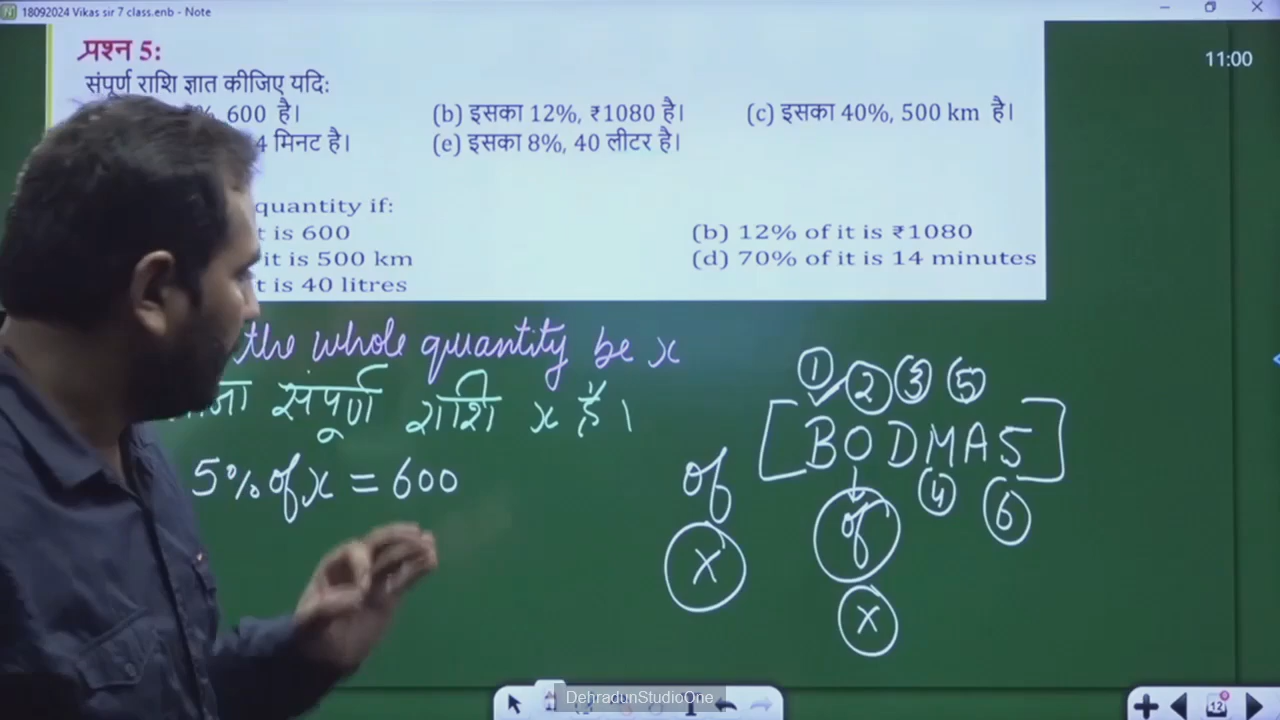 18092024 Vikas sir 7 class.enb - Note
11:00
प्रश्न 5:
संपूर्ण राशि ज्ञात कीजिए यदि:
%, 600 है। (b) इसका 12%, ₹1080 है। (c) इसका 40%, 500 km है।
4 मिनट है। (e) इसका 8%, 40 लीटर है।
quantity if:
t is 600 (b) 12% of it is ₹1080
it is 500 km (d) 70% of it is 14 minutes
t is 40 litres
the whole quantity be x
संपूर्ण राशि x है।
5% of x = 600
① ② ③ ⑤
[BODMAS]
④ ⑥
of of
× ×
DehradunStudioOne
12